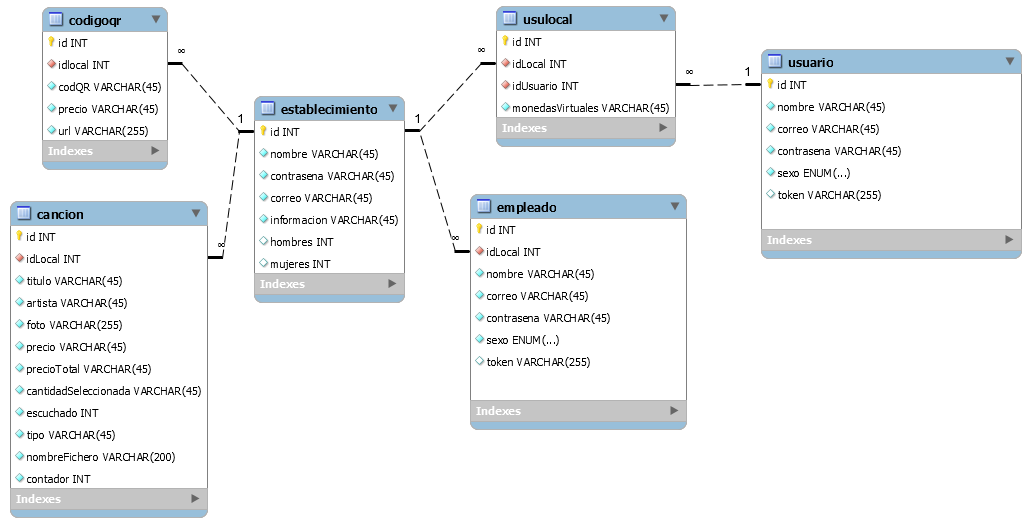 codigoqr
id INT
idlocal INT
codQR VARCHAR(45)
precio VARCHAR(45)
url VARCHAR(255)
Indexes
∞
1
establecimiento
id INT
nombre VARCHAR(45)
contrasena VARCHAR(45)
correo VARCHAR(45)
informacion VARCHAR(45)
hombres INT
mujeres INT
Indexes
1
∞
usulocal
id INT
idLocal INT
idUsuario INT
monedasVirtuales VARCHAR(45)
Indexes
∞
1
usuario
id INT
nombre VARCHAR(45)
correo VARCHAR(45)
contrasena VARCHAR(45)
sexo ENUM(...)
token VARCHAR(255)
Indexes
cancion
id INT
idLocal INT
titulo VARCHAR(45)
artista VARCHAR(45)
foto VARCHAR(255)
precio VARCHAR(45)
precioTotal VARCHAR(45)
cantidadSeleccionada VARCHAR(45)
escuchado INT
tipo VARCHAR(45)
nombreFichero VARCHAR(200)
contador INT
Indexes
∞
∞
empleado
id INT
idLocal INT
nombre VARCHAR(45)
correo VARCHAR(45)
contrasena VARCHAR(45)
sexo ENUM(...)
token VARCHAR(255)
Indexes